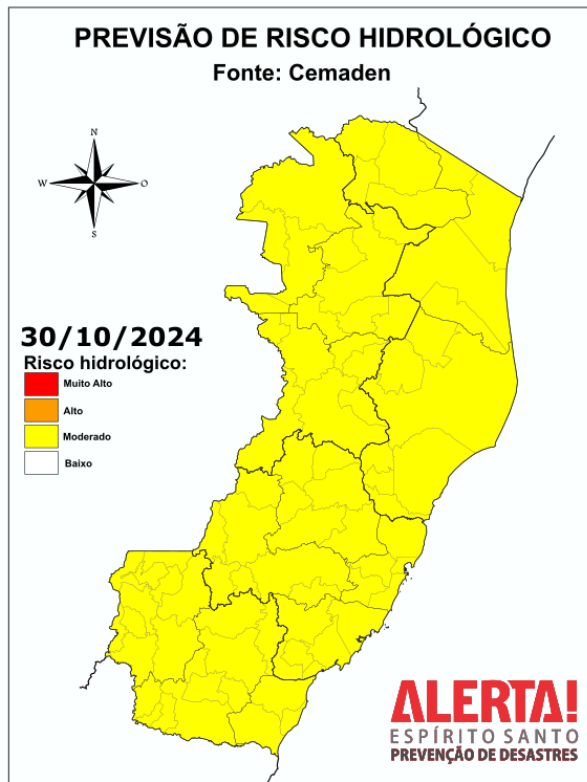 PREVISÃO DE RISCO HIDROLÓGICO
Fonte: Cemaden
N
W
O
S
30/10/2024
Risco hidrológico:
Muito Alto
Alto
Moderado
Baixo
ALERTA!
ESPÍRITO SANTO
PREVENÇÃO DE DESASTRES